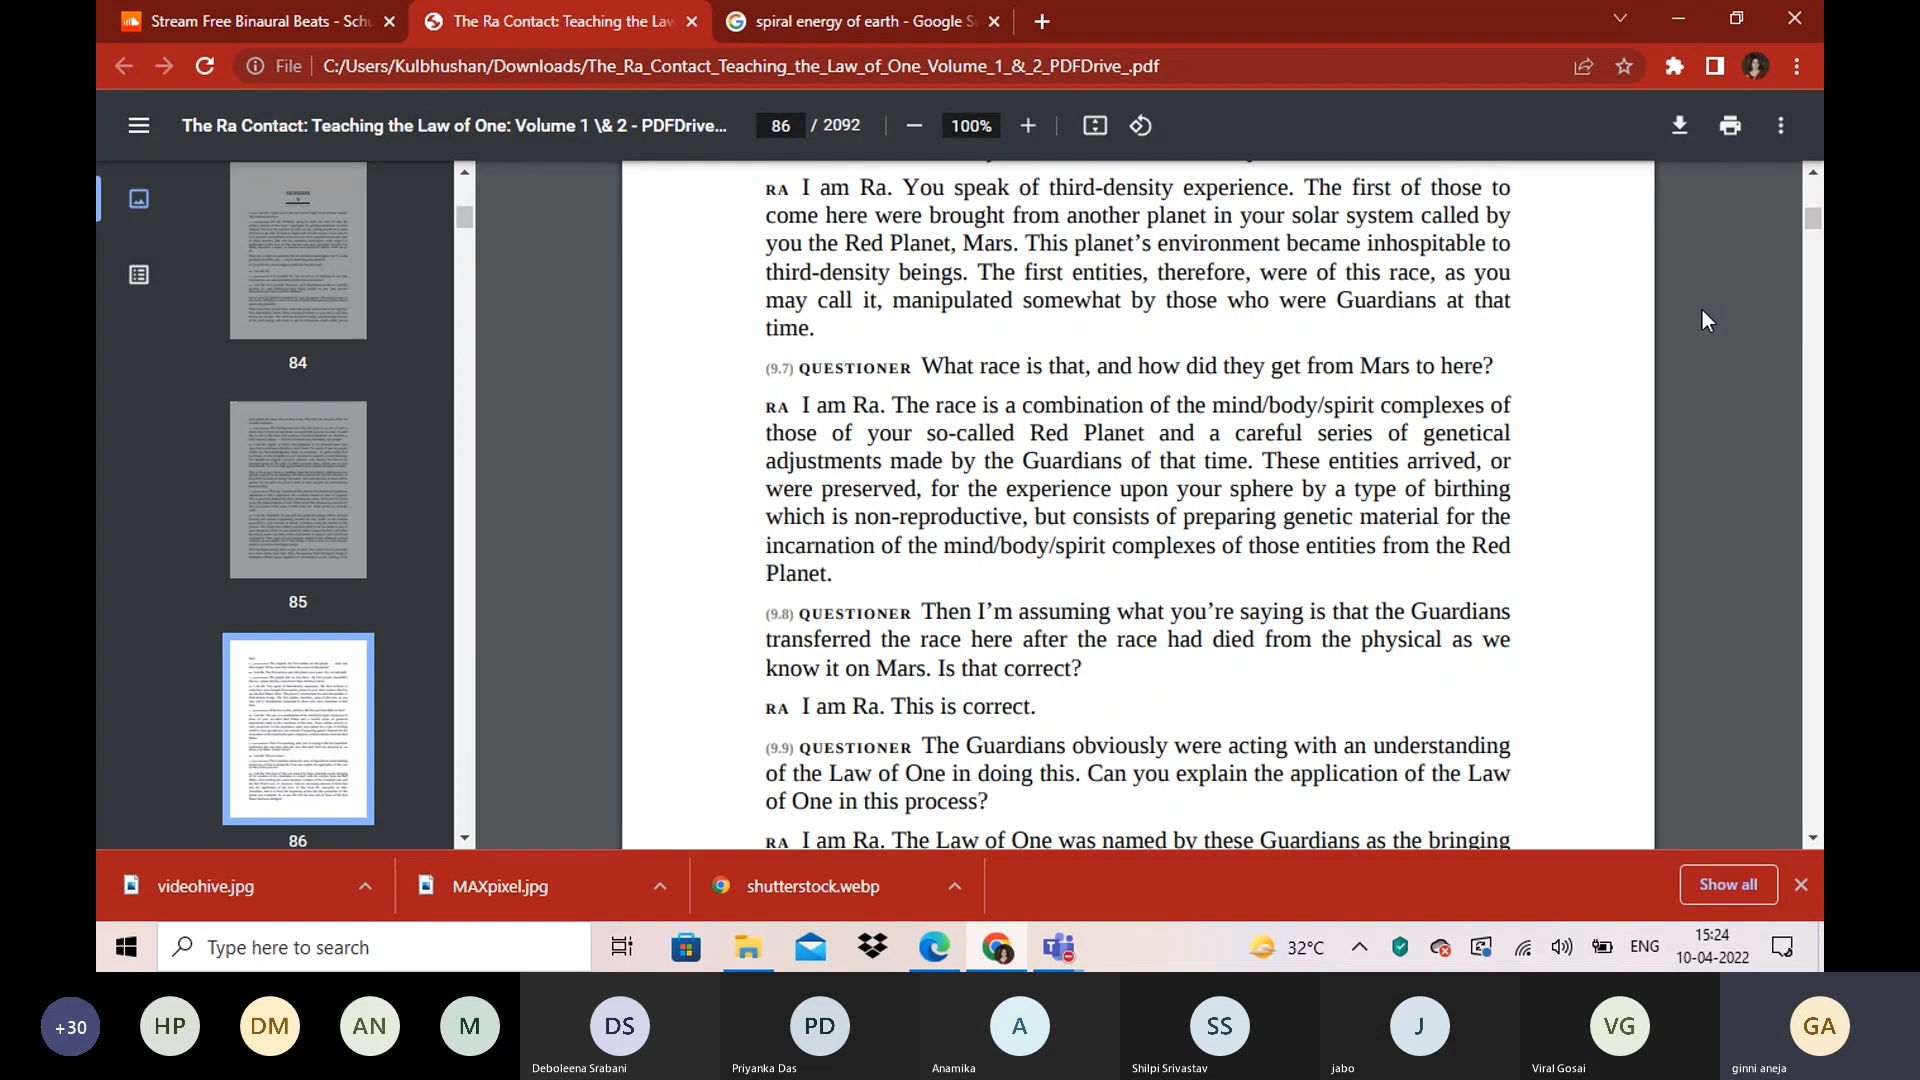 Stream Free Binaural Beats - Schu
The Ra Contact: Teaching the Law
spiral energy of earth - Google S
File
C:/Users/Kulbhushan/Downloads/The_Ra_Contact_Teaching_the_Law_of_One_Volume_1_&_2_PDFDrive_.pdf
The Ra Contact: Teaching the Law of One: Volume 1 \& 2 - PDFDrive...
86 / 2092
100%
84
85
86
RA I am Ra. You speak of third-density experience. The first of those to
come here were brought from another planet in your solar system called by
you the Red Planet, Mars. This planet’s environment became inhospitable to
third-density beings. The first entities, therefore, were of this race, as you
may call it, manipulated somewhat by those who were Guardians at that
time.
(9.7) QUESTIONER What race is that, and how did they get from Mars to here?
RA I am Ra. The race is a combination of the mind/body/spirit complexes of
those of your so-called Red Planet and a careful series of genetical
adjustments made by the Guardians of that time. These entities arrived, or
were preserved, for the experience upon your sphere by a type of birthing
which is non-reproductive, but consists of preparing genetic material for the
incarnation of the mind/body/spirit complexes of those entities from the Red
Planet.
(9.8) QUESTIONER Then I’m assuming what you’re saying is that the Guardians
transferred the race here after the race had died from the physical as we
know it on Mars. Is that correct?
RA I am Ra. This is correct.
(9.9) QUESTIONER The Guardians obviously were acting with an understanding
of the Law of One in doing this. Can you explain the application of the Law
of One in this process?
RA I am Ra. The Law of One was named by these Guardians as the bringing
videohive.jpg
MAXpixel.jpg
shutterstock.webp
Show all
Type here to search
32°C
ENG
15:24
10-04-2022
+30
HP
DM
AN
M
DS
PD
A
SS
J
VG
GA
Deboleena Srabani
Priyanka Das
Anamika
Shilpi Srivastav
jabo
Viral Gosai
ginni aneja